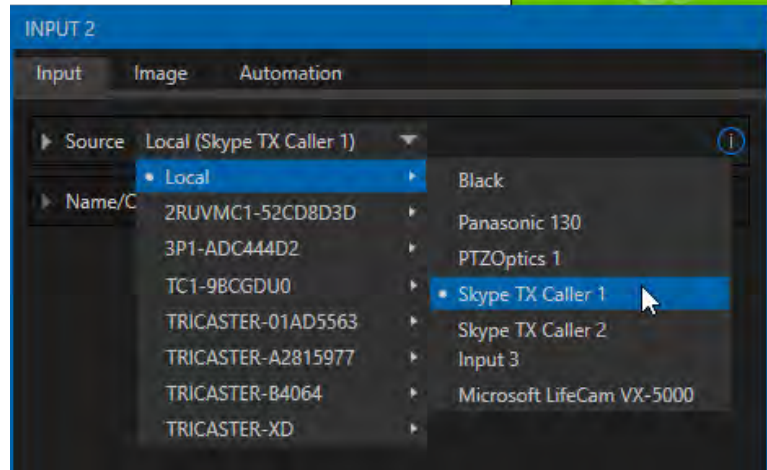 INPUT 2
Input Image Automation
Source Local (Skype TX Caller 1)
Name/C
Local
2RUVMC1-52CD8D3D
3P1-ADC444D2
TC1-9BCGDU0
TRICASTER-01AD5563
TRICASTER-A2815977
TRICASTER-B4064
TRICASTER-XD
Black
Panasonic 130
PTZOptics 1
Skype TX Caller 1
Skype TX Caller 2
Input 3
Microsoft LifeCam VX-5000